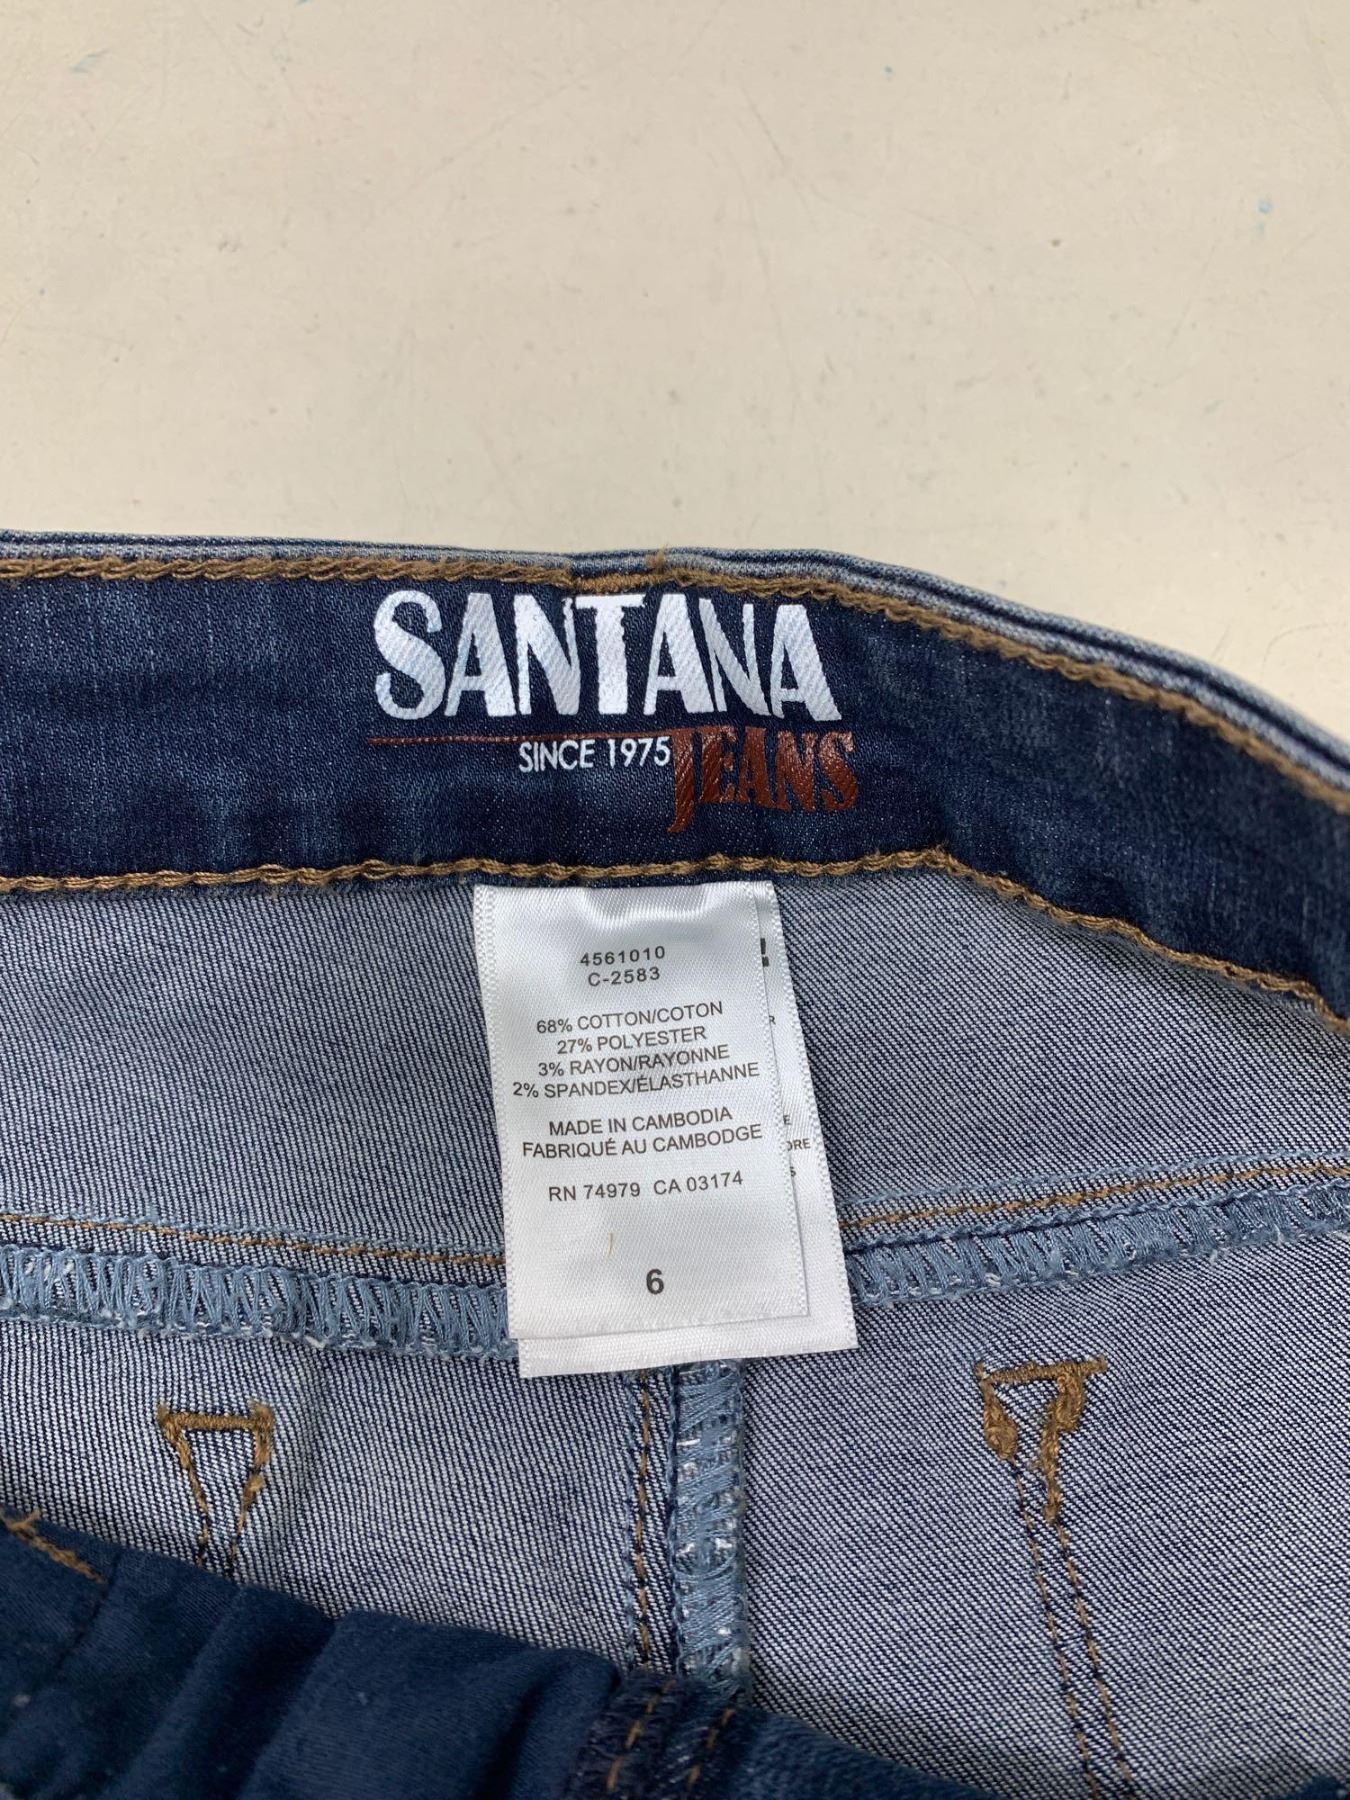 SANTANA
SINCE 1975 JEANS
4561010
C-2583
68% COTTON/COTON
27% POLYESTER
3% RAYON/RAYONNE
2% SPANDEX/ÉLASTHANNE
MADE IN CAMBODIA
FABRIQUÉ AU CAMBODGE
RN 74979 CA 03174
6